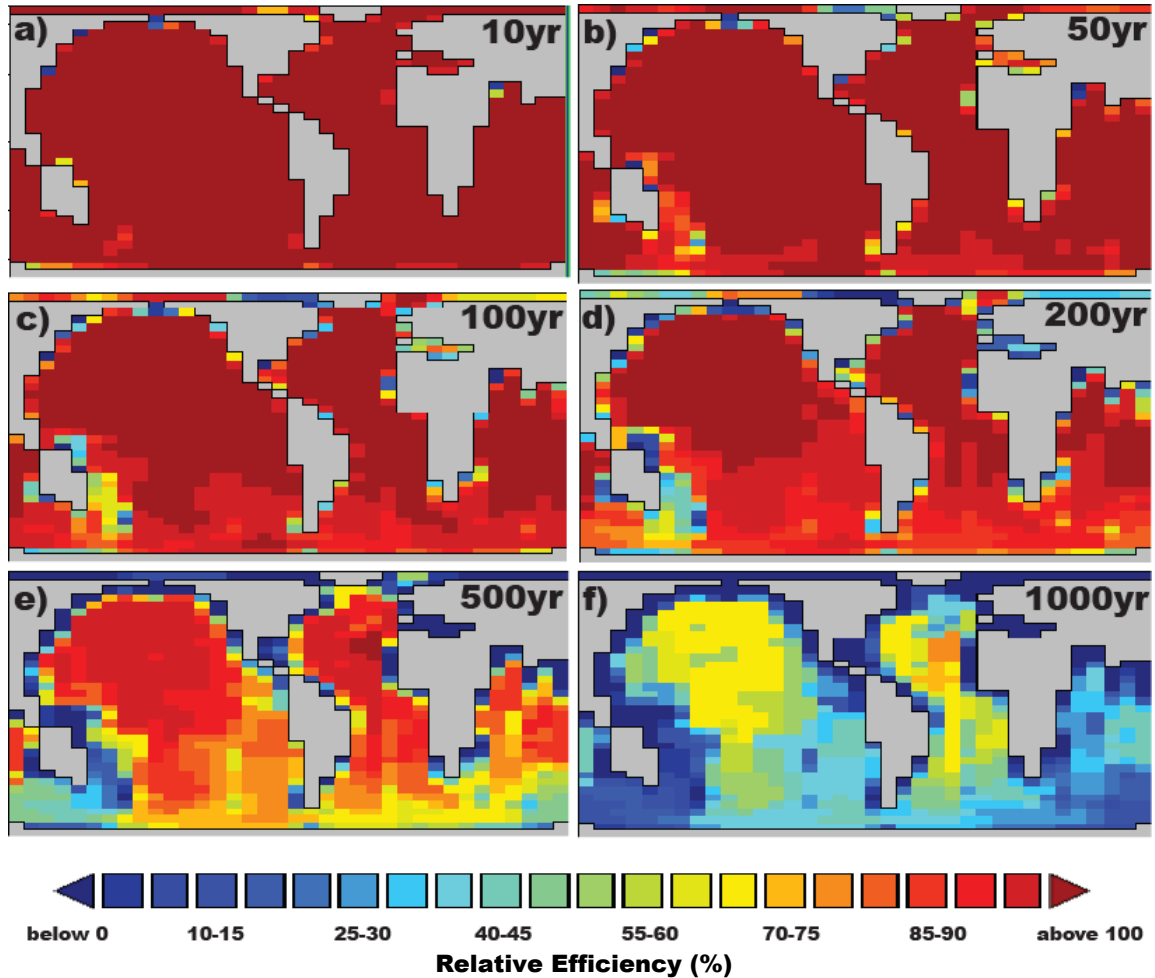 a) 10yr
b) 50yr
c) 100yr
d) 200yr
e) 500yr
f) 1000yr
below 0 10-15 25-30 40-45 55-60 70-75 85-90 above 100
Relative Efficiency (%)